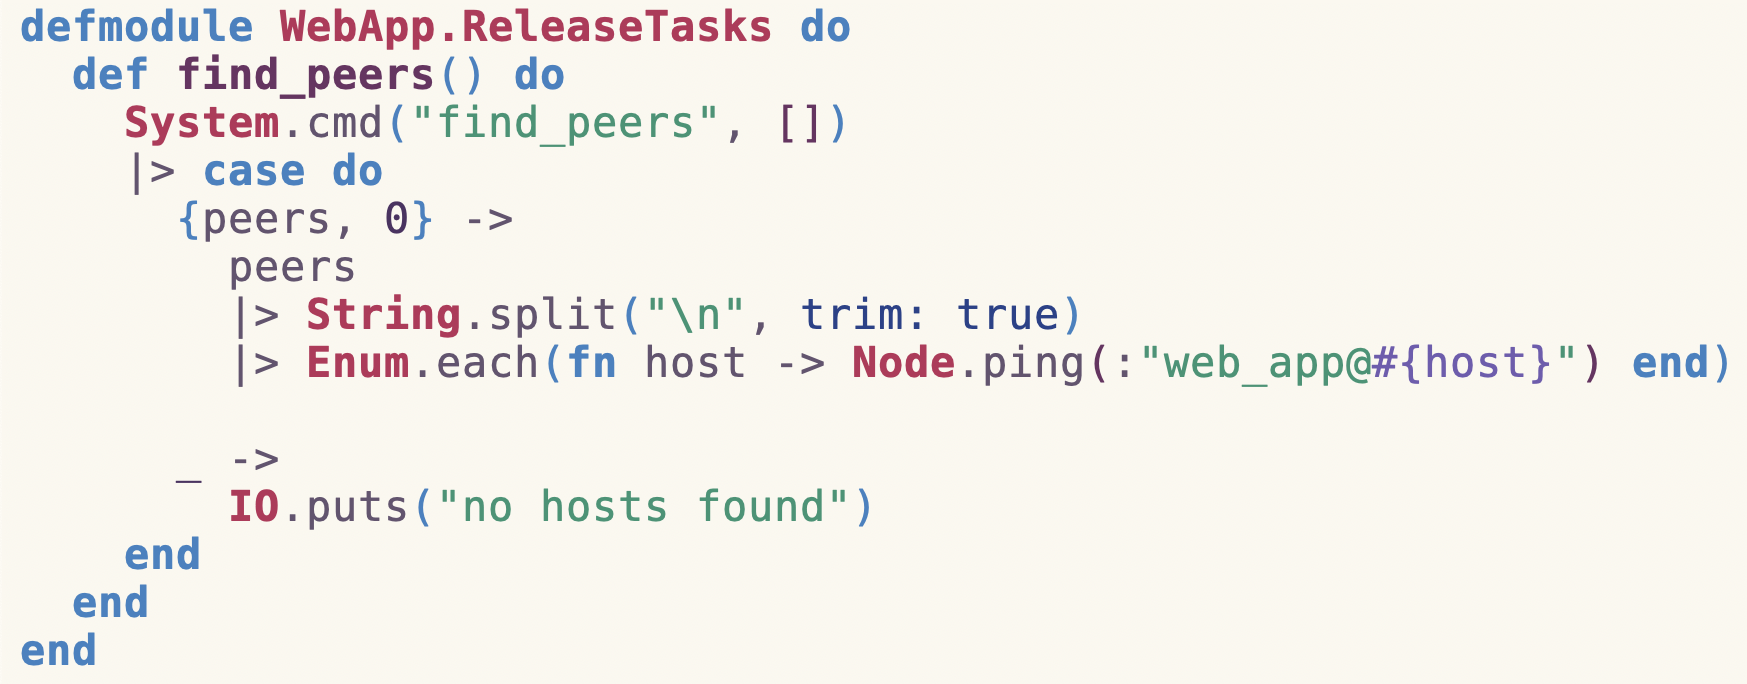 defmodule WebApp.ReleaseTasks do
  def find_peers() do
    System.cmd("find_peers", [])
    |> case do
      {peers, 0} ->
        peers
        |> String.split("\n", trim: true)
        |> Enum.each(fn host -> Node.ping(:"web_app@#{host}") end)

      _ ->
        IO.puts("no hosts found")
    end
  end
end